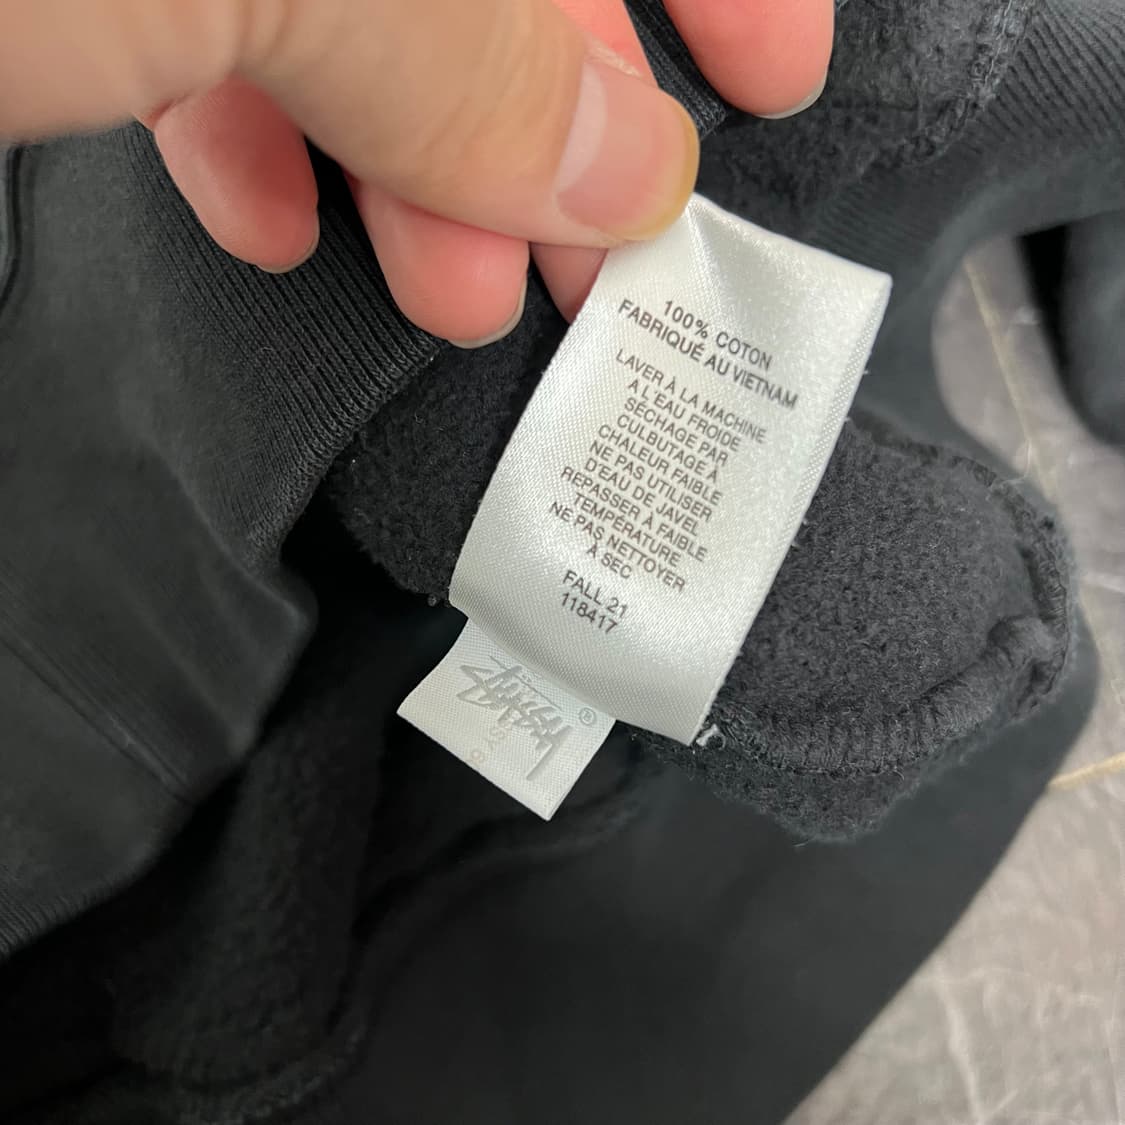 100% COTON
FABRIQUÉ AU VIETNAM
LAVER À LA MACHINE
A L'EAU FROIDE
SÉCHAGE PAR
CULBUTAGE À
CHALEUR FAIBLE
NE PAS UTILISER
D'EAU DE JAVEL
REPASSER À FAIBLE
TEMPÉRATURE
NE PAS NETTOYER
À SEC
FALL 21
118417
Stüssy ®